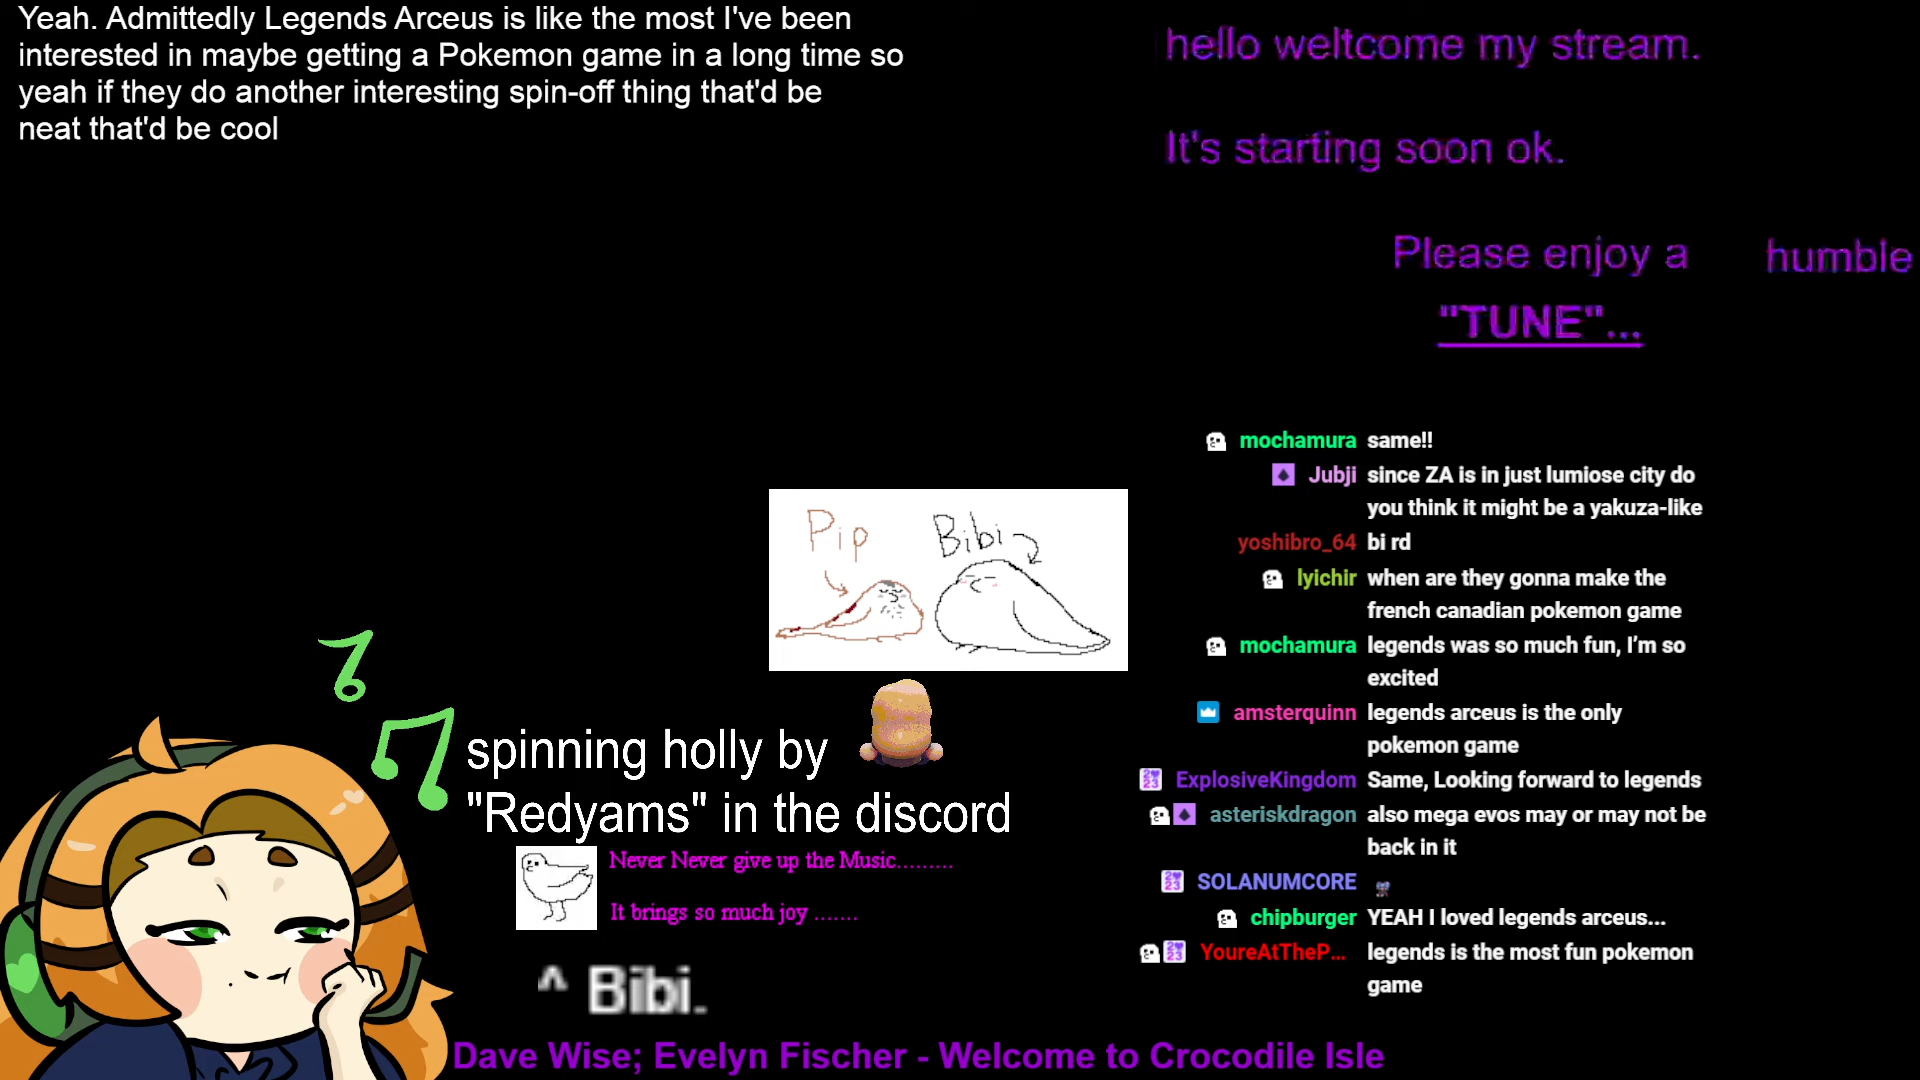 Yeah. Admittedly Legends Arceus is like the most I've been
interested in maybe getting a Pokemon game in a long time so
yeah if they do another interesting spin-off thing that'd be
neat that'd be cool
hello weltcome my stream.
It's starting soon ok.
Please enjoy a humble
"TUNE"...
mochamura same!!
Jubji since ZA is in just lumiose city do
you think it might be a yakuza-like
yoshibro_64 bi rd
lyichir when are they gonna make the
french canadian pokemon game
mochamura legends was so much fun, I'm so
excited
amsterquinn legends arceus is the only
pokemon game
ExplosiveKingdom Same, Looking forward to legends
asteriskdragon also mega evos may or may not be
back in it
SOLANUMCORE
chipburger YEAH I loved legends arceus...
YoureAtTheP... legends is the most fun pokemon
game
Pip Bibi
spinning holly by
"Redyams" in the discord
Never Never give up the Music.........
It brings so much joy .......
^ Bibi.
Dave Wise; Evelyn Fischer - Welcome to Crocodile Isle